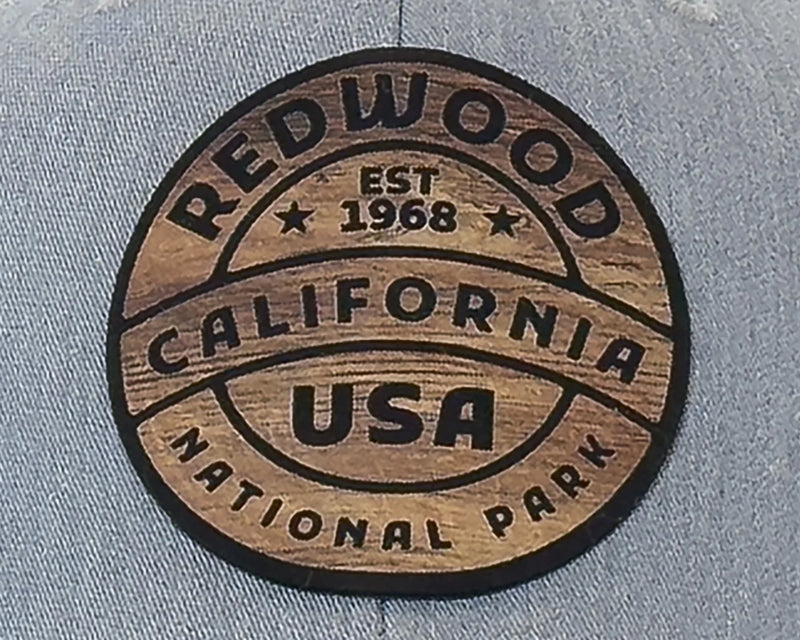 REDWOOD
EST
★ 1968 ★
CALIFORNIA
USA
NATIONAL PARK